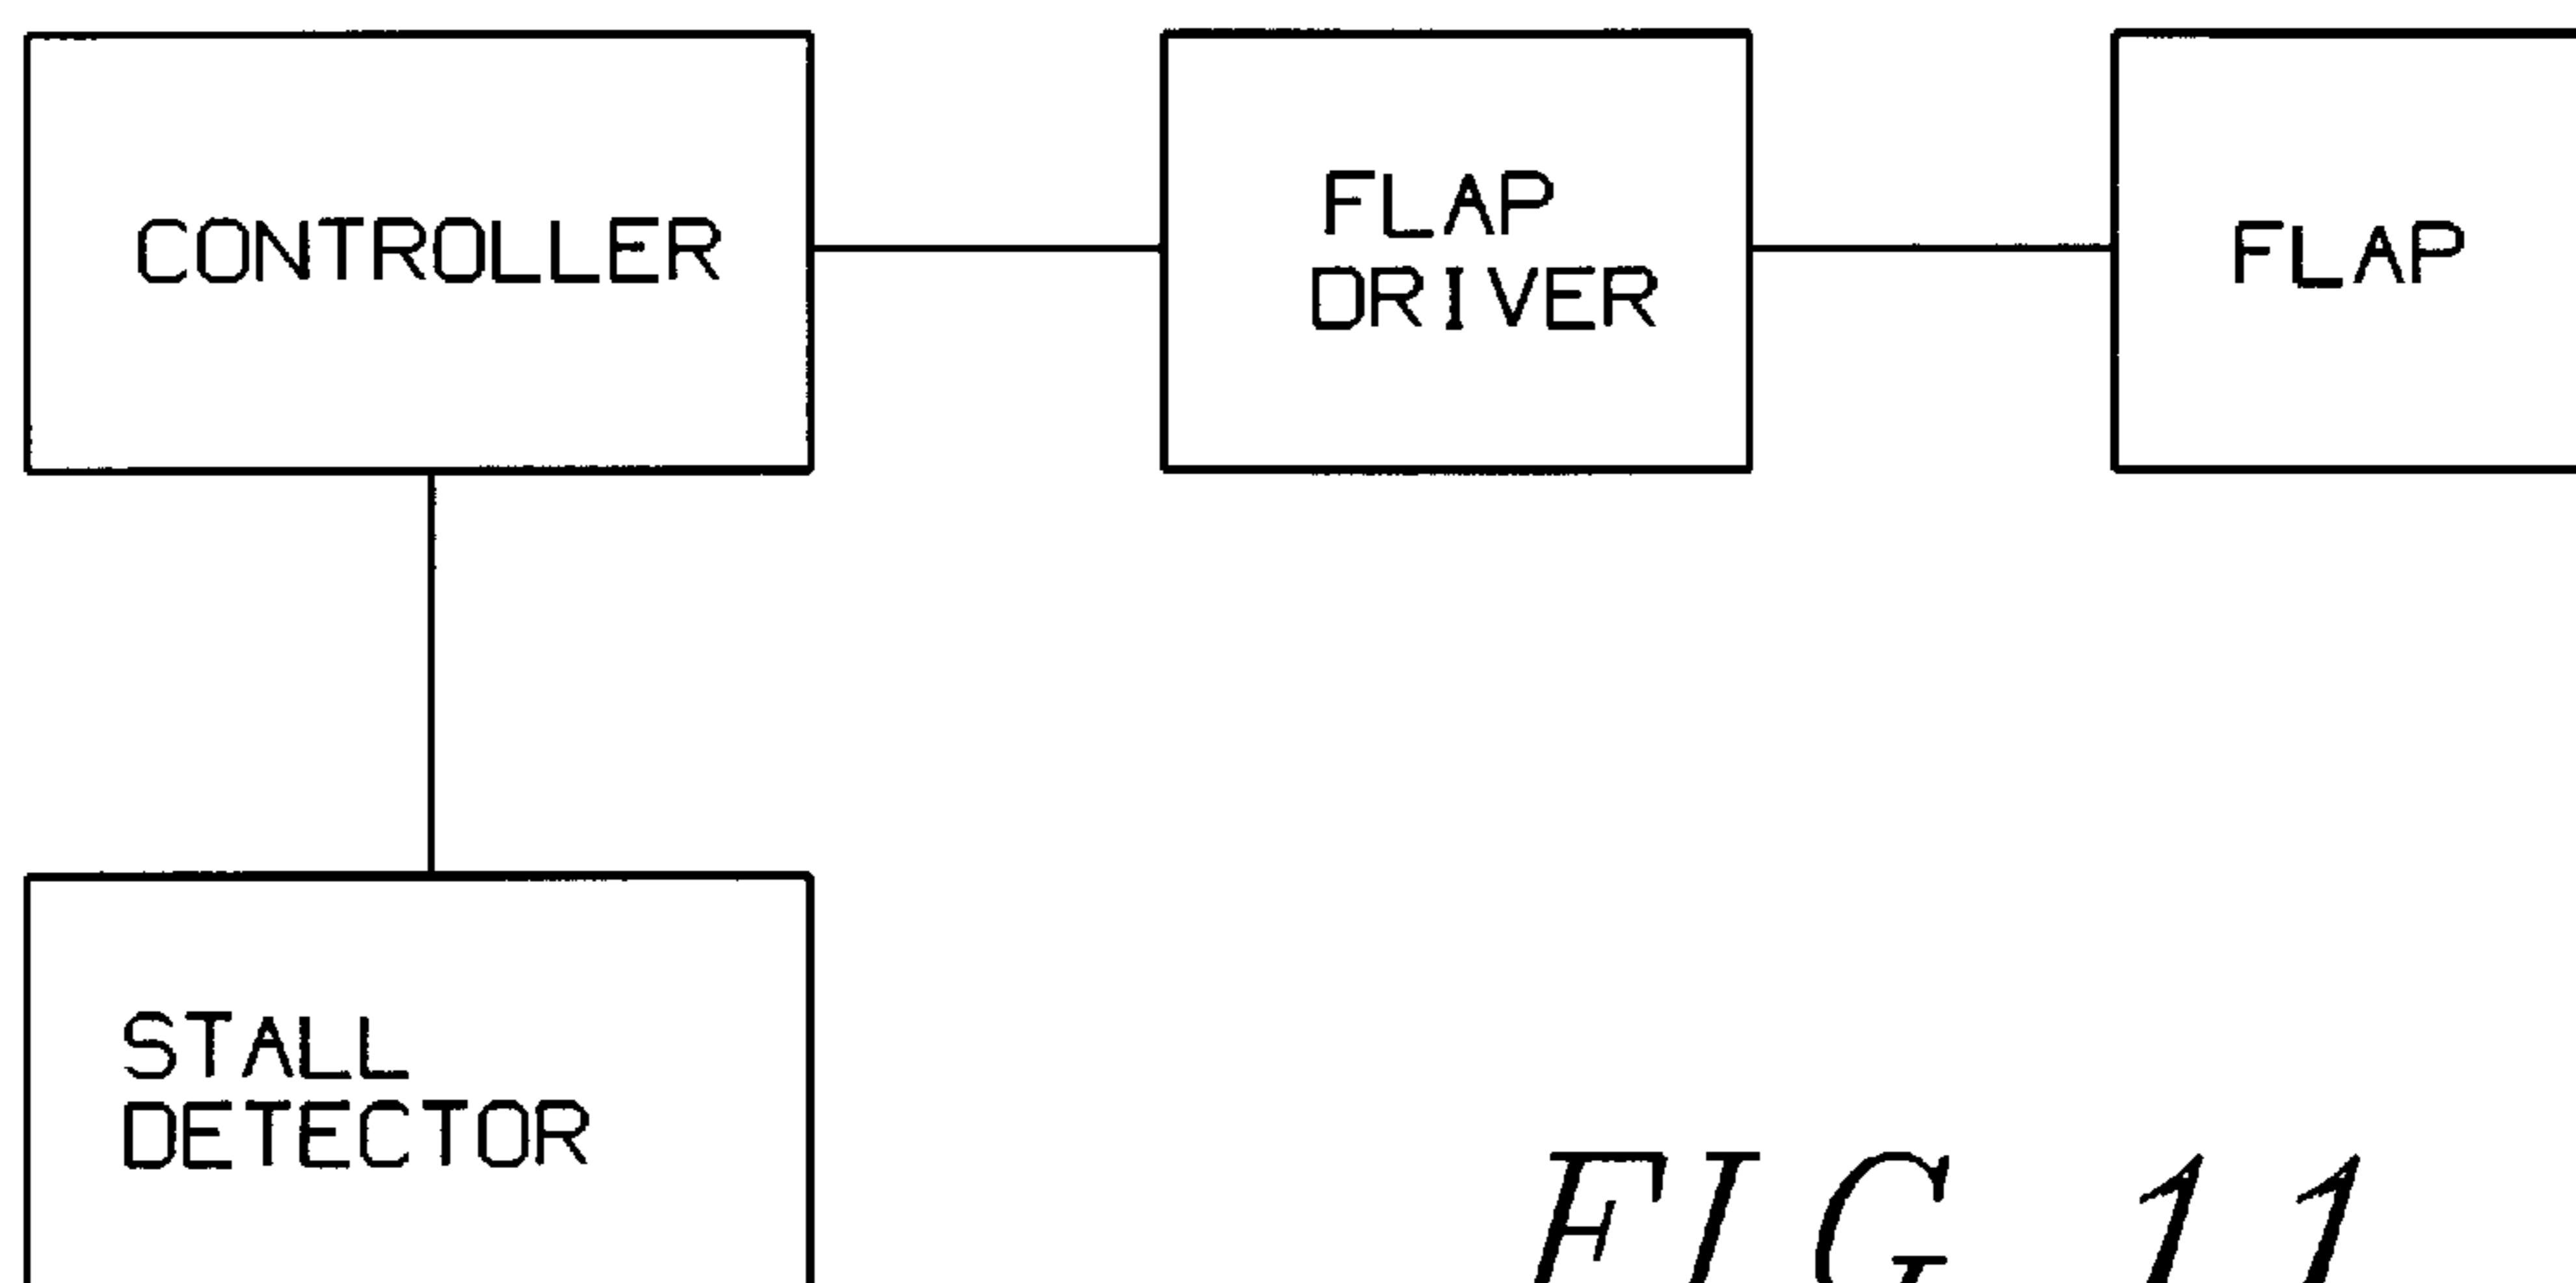 CONTROLLER
FLAP
DRIVER
FLAP
STALL
DETECTOR
FIG 11